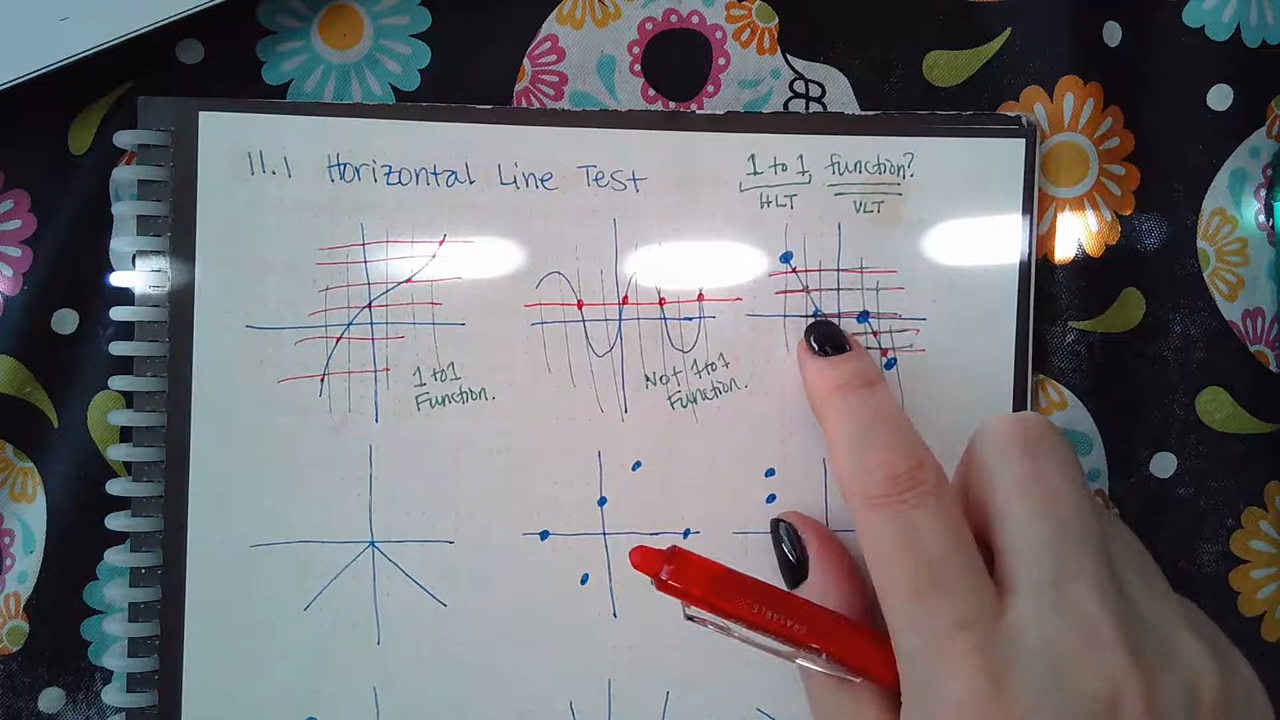 11.1 Horizontal Line Test
1 to 1 function?
HLT VLT
1 to 1
Function.
Not 1 to 1
Function.
ERASABLE